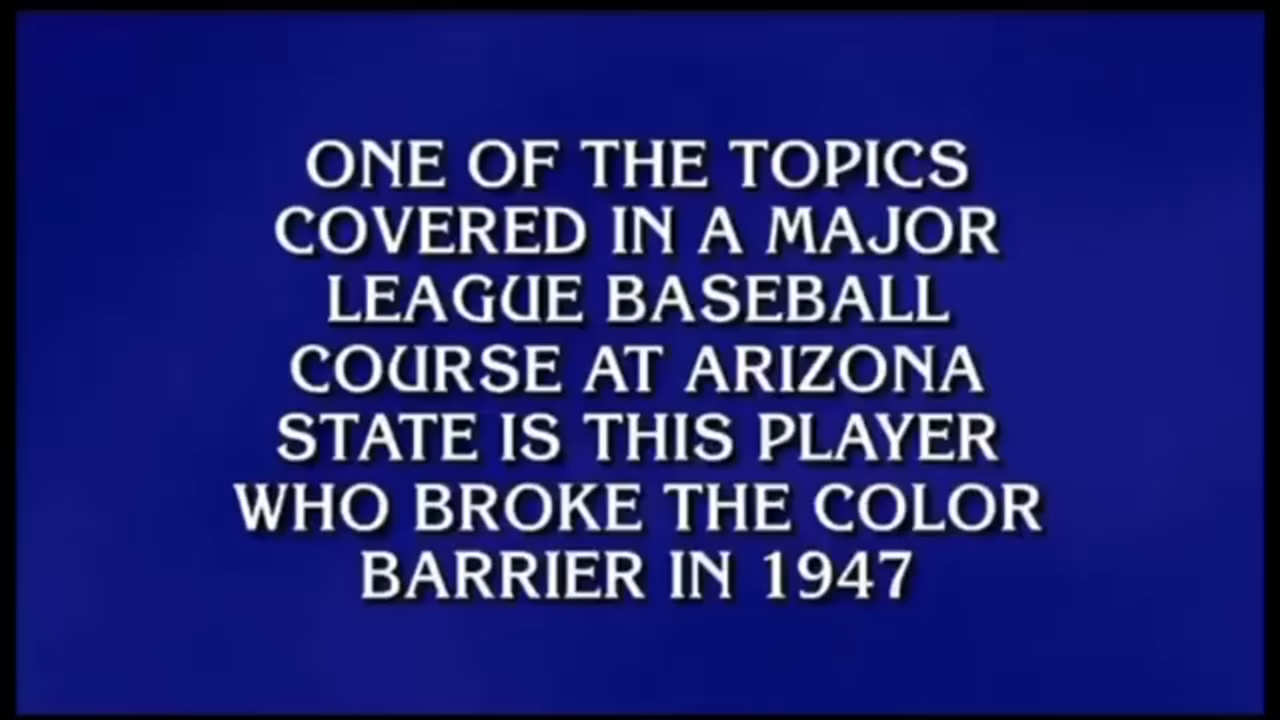 ONE OF THE TOPICS
COVERED IN A MAJOR
LEAGUE BASEBALL
COURSE AT ARIZONA
STATE IS THIS PLAYER
WHO BROKE THE COLOR
BARRIER IN 1947